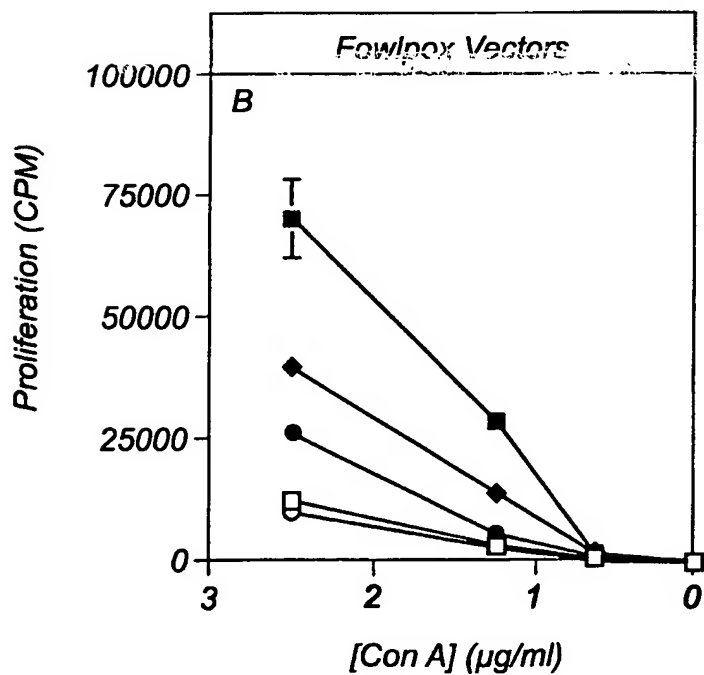 Fowlpox Vectors
B
100000
75000
50000
25000
0
Proliferation (CPM)
3
2
1
0
[Con A] (µg/ml)